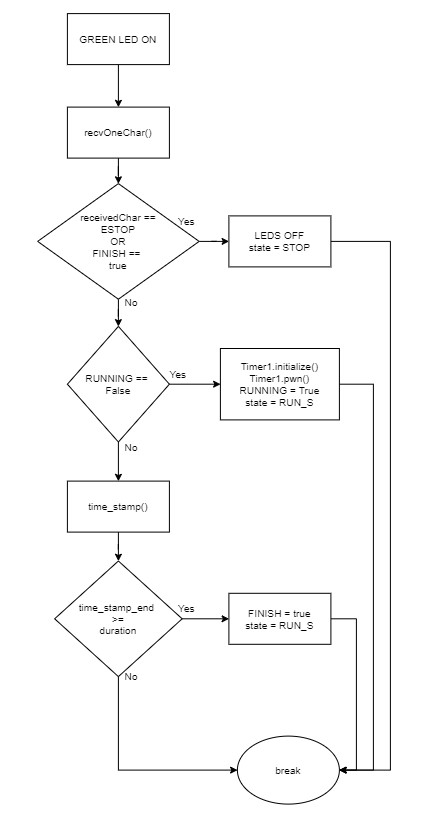 GREEN LED ON
recvOneChar()
receivedChar ==
ESTOP
OR
FINISH ==
true
Yes
LEDS OFF
state = STOP
No
RUNNING ==
False
Yes
Timer1.initialize()
Timer1.pwn()
RUNNING = True
state = RUN_S
No
time_stamp()
time_stamp_end
>=
duration
Yes
FINISH = true
state = RUN_S
No
break